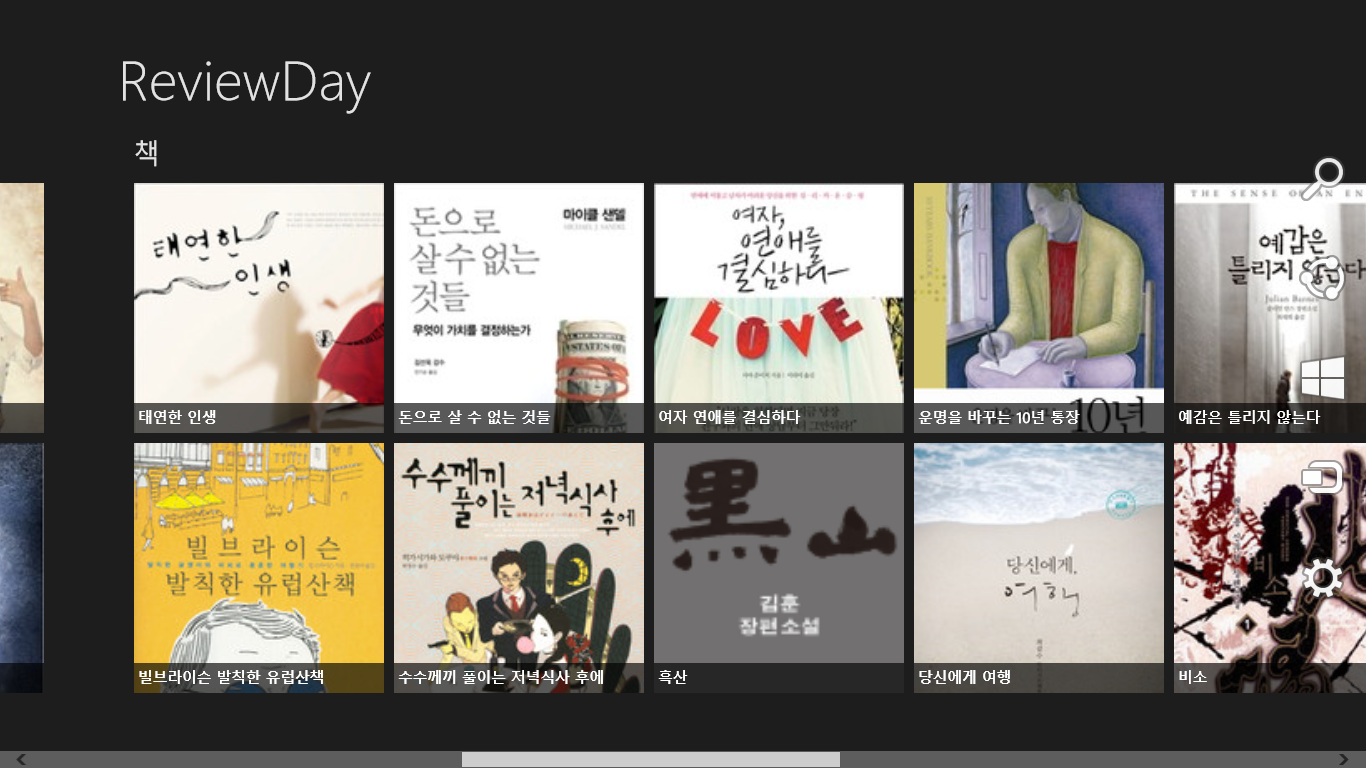 ReviewDay
책
태연한
인생
태연한 인생
돈으로
살 수 없는
것들
마이클 샌델
MICHAEL J. SANDEL
무엇이 가치를 결정하는가
김선욱 감수
돈으로 살 수 없는 것들
여자,
연애를
결심하다
LOVE
여자 연애를 결심하다
10년
운명을 바꾸는 10년 통장
THE SENSE OF AN EN
예감은
틀리지 않는다
Julian Barnes
예감은 틀리지 않는다
빌 브라이슨
발칙한 유럽산책
빌브라이슨 발칙한 유럽산책
수수께끼
풀이는 저녁식사
후에
수수께끼 풀이는 저녁식사 후에
黑山
김훈
장편소설
흑산
당신에게,
여행
당신에게 여행
비소
1
비소